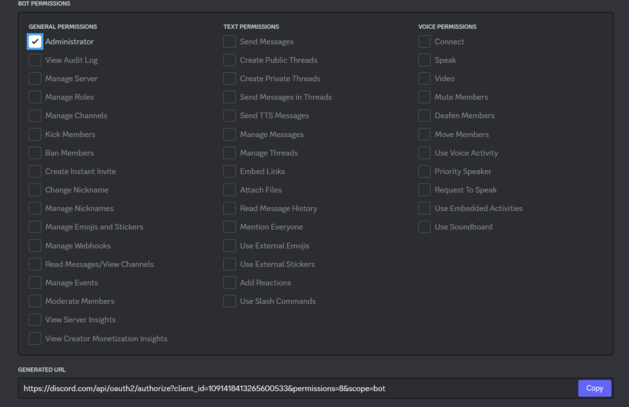 BOT PERMISSIONS
GENERAL PERMISSIONS
Administrator
View Audit Log
Manage Server
Manage Roles
Manage Channels
Kick Members
Ban Members
Create Instant Invite
Change Nickname
Manage Nicknames
Manage Emojis and Stickers
Manage Webhooks
Read Messages/View Channels
Manage Events
Moderate Members
View Server Insights
View Creator Monetization Insights
TEXT PERMISSIONS
Send Messages
Create Public Threads
Create Private Threads
Send Messages in Threads
Send TTS Messages
Manage Messages
Manage Threads
Embed Links
Attach Files
Read Message History
Mention Everyone
Use External Emojis
Use External Stickers
Add Reactions
Use Slash Commands
VOICE PERMISSIONS
Connect
Speak
Video
Mute Members
Deafen Members
Move Members
Use Voice Activity
Priority Speaker
Request To Speak
Use Embedded Activities
Use Soundboard
GENERATED URL
https://discord.com/api/oauth2/authorize?client_id=1091418413265600533&permissions=8&scope=bot
Copy